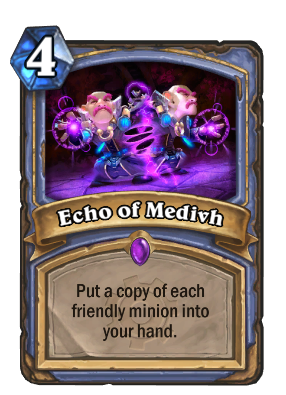 4
Echo of Medivh
Put a copy of each
friendly minion into
your hand.